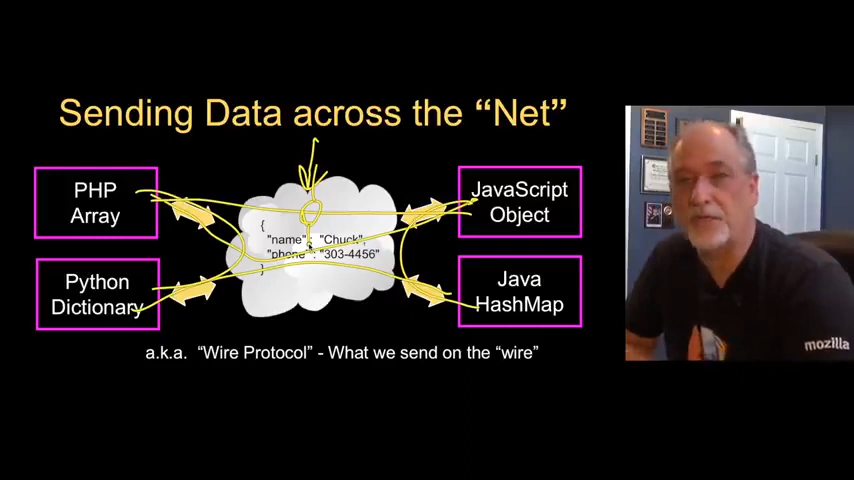 Sending Data across the “Net”
PHP
Array
JavaScript
Object
{
"name" : "Chuck",
"phone" : "303-4456"
}
Python
Dictionary
Java
HashMap
a.k.a. “Wire Protocol” - What we send on the “wire”
mozilla